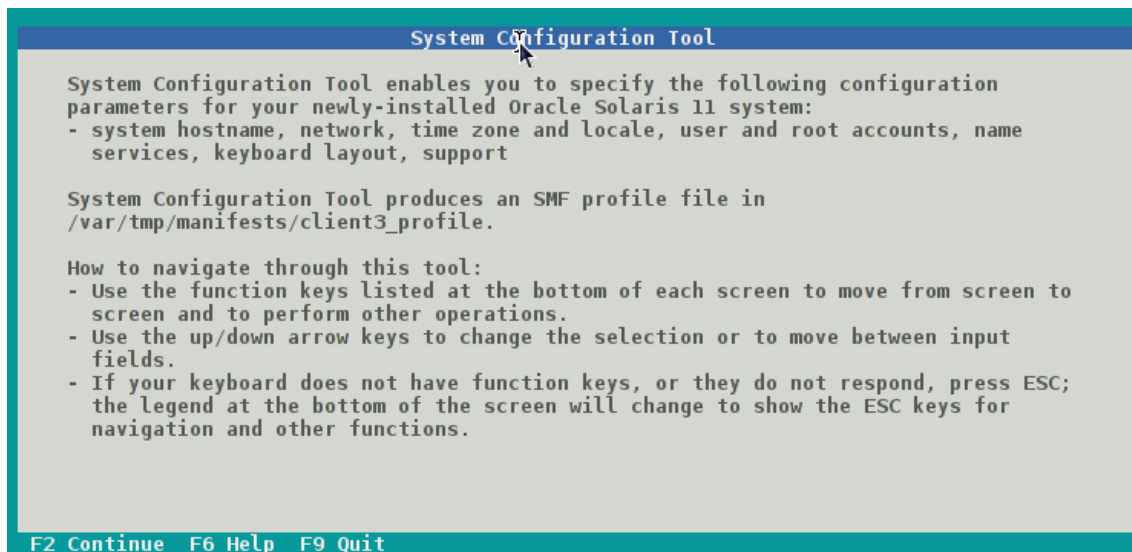 System Configuration Tool
System Configuration Tool enables you to specify the following configuration
parameters for your newly-installed Oracle Solaris 11 system:
- system hostname, network, time zone and locale, user and root accounts, name
services, keyboard layout, support
System Configuration Tool produces an SMF profile file in
/var/tmp/manifests/client3_profile.
How to navigate through this tool:
- Use the function keys listed at the bottom of each screen to move from screen to
screen and to perform other operations.
- Use the up/down arrow keys to change the selection or to move between input
fields.
- If your keyboard does not have function keys, or they do not respond, press ESC;
the legend at the bottom of the screen will change to show the ESC keys for
navigation and other functions.
F2 Continue F6 Help F9 Quit